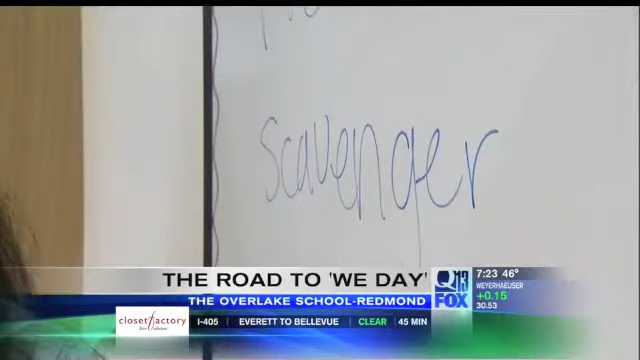 scavenger
THE ROAD TO 'WE DAY'
THE OVERLAKE SCHOOL-REDMOND
Q13 FOX
7:23 46°
WEYERHAEUSER
+0.15
30.53
closet factory
I-405 EVERETT TO BELLEVUE CLEAR 45 MIN